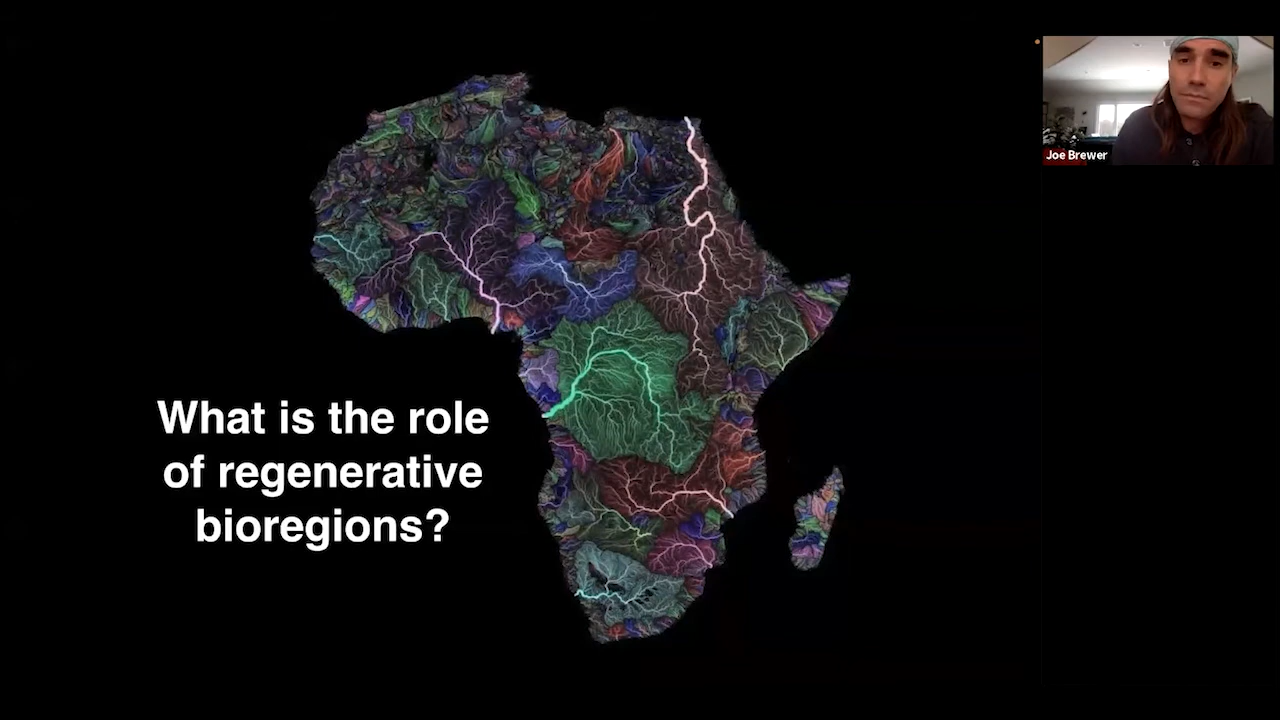 What is the role
of regenerative
bioregions?
Joe Brewer